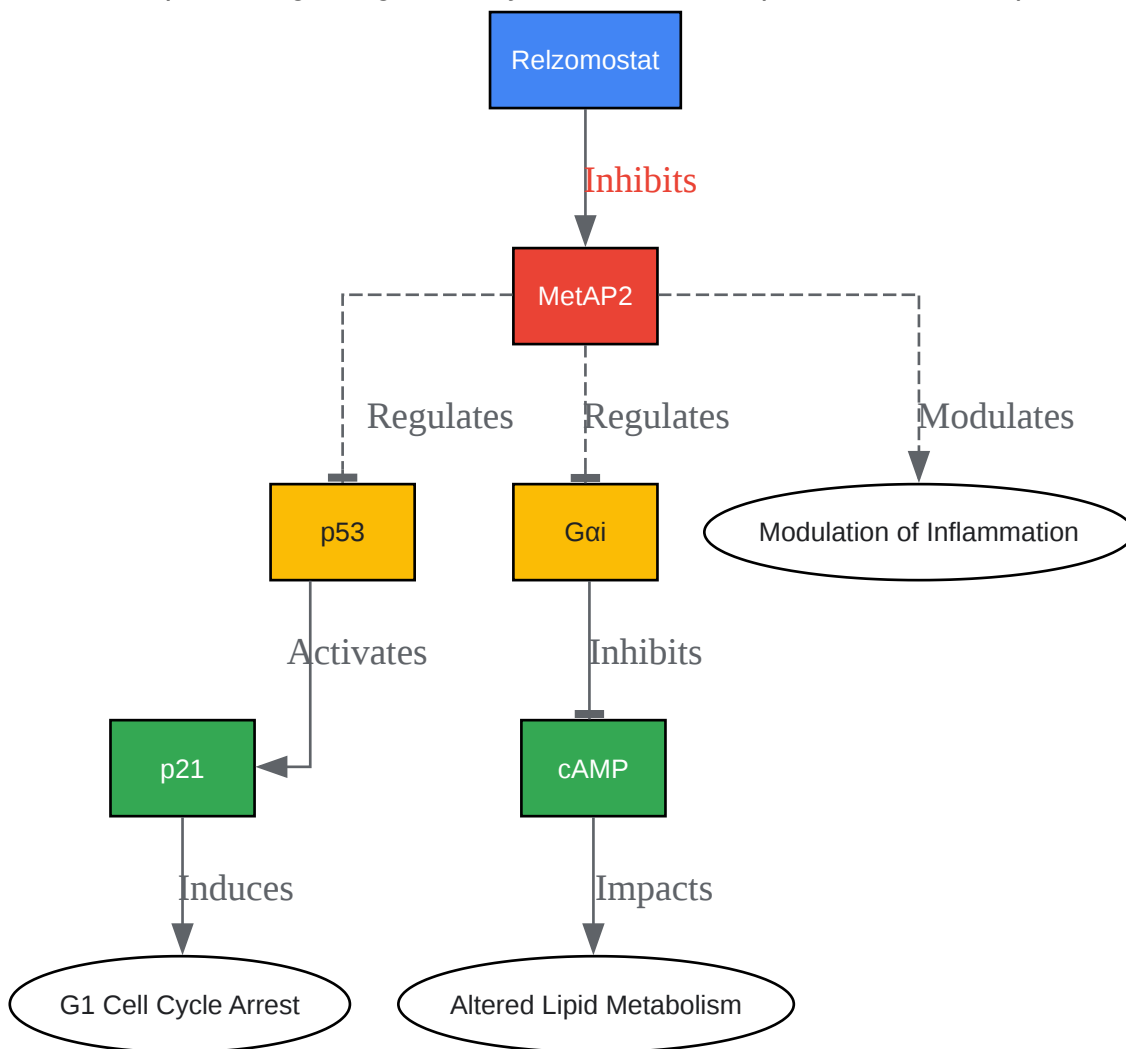 Relzomostat
Inhibits
MetAP2
Regulates
Regulates
Modulates
p53
Gαi
Modulation of Inflammation
Activates
Inhibits
p21
cAMP
Induces
Impacts
G1 Cell Cycle Arrest
Altered Lipid Metabolism